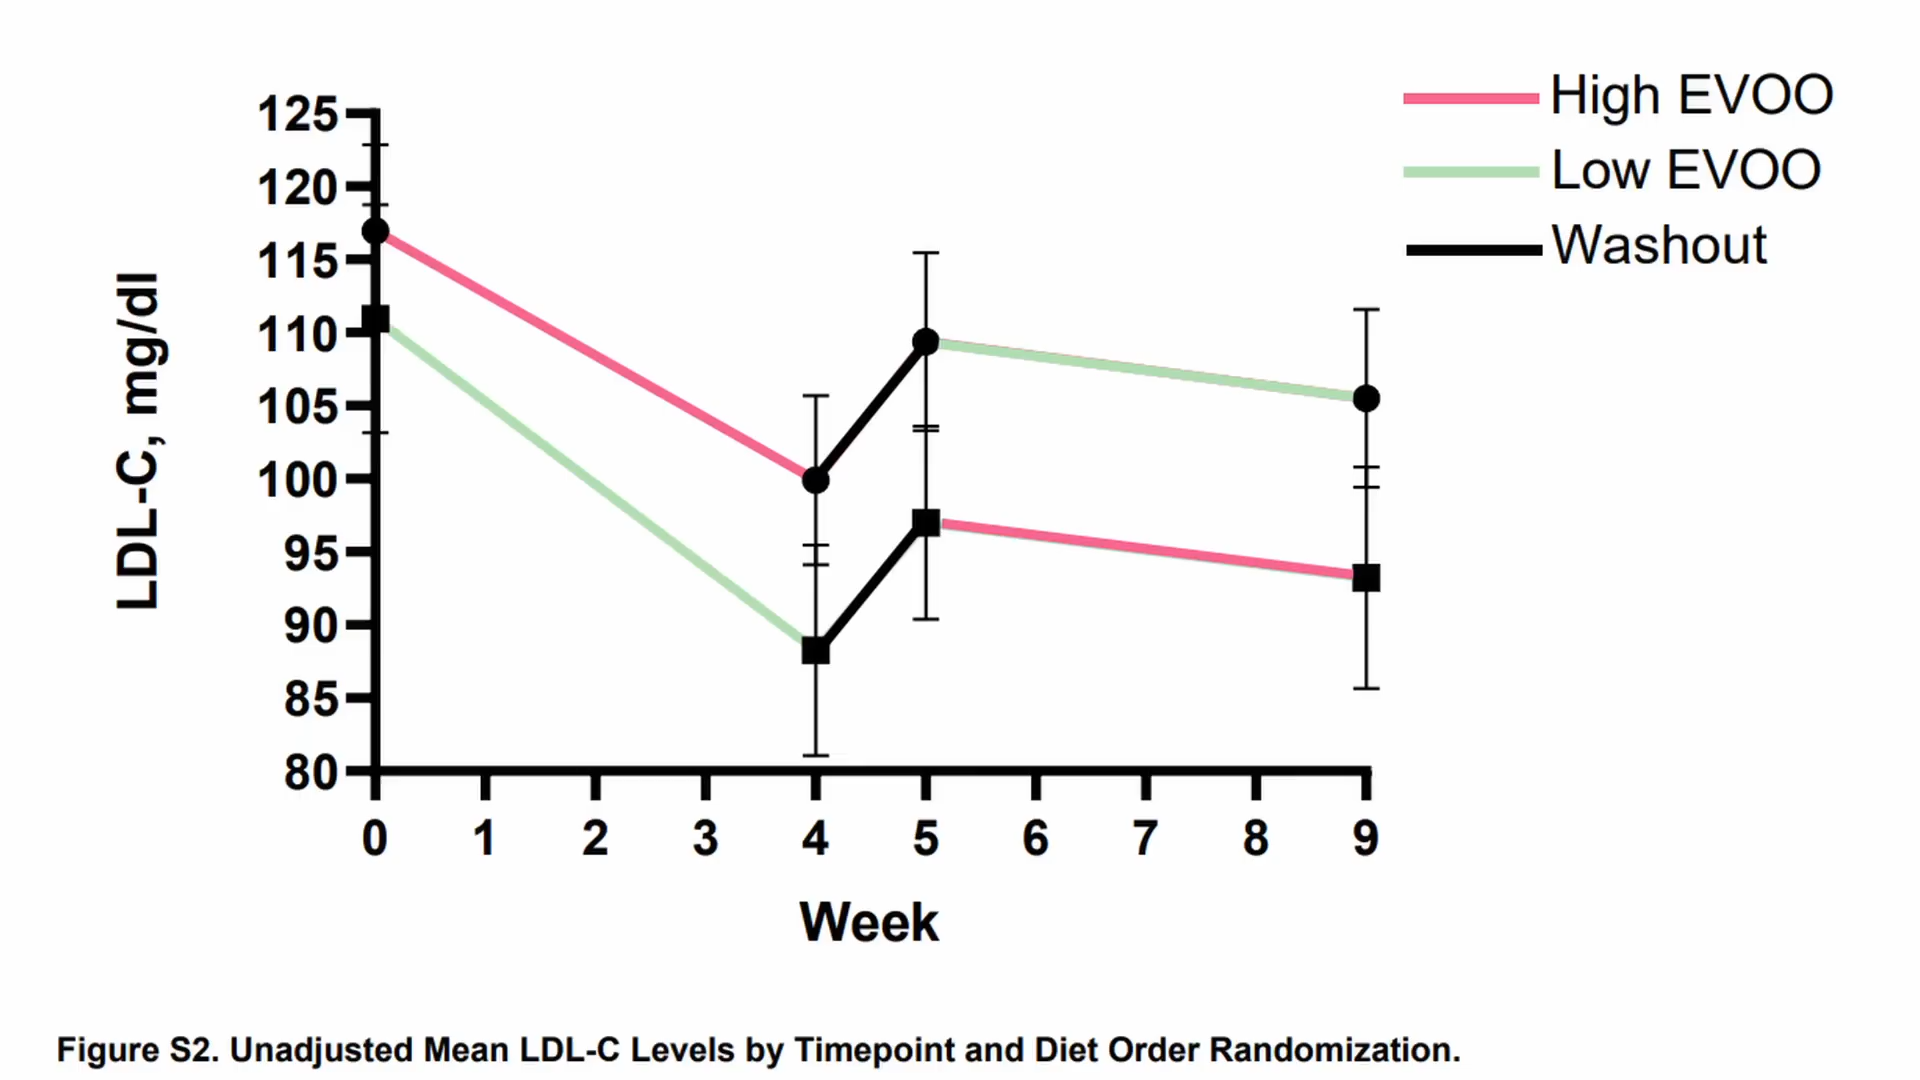 High EVOO
Low EVOO
Washout
125
120
115
110
105
100
95
90
85
80
LDL-C, mg/dl
0 1 2 3 4 5 6 7 8 9
Week
Figure S2. Unadjusted Mean LDL-C Levels by Timepoint and Diet Order Randomization.